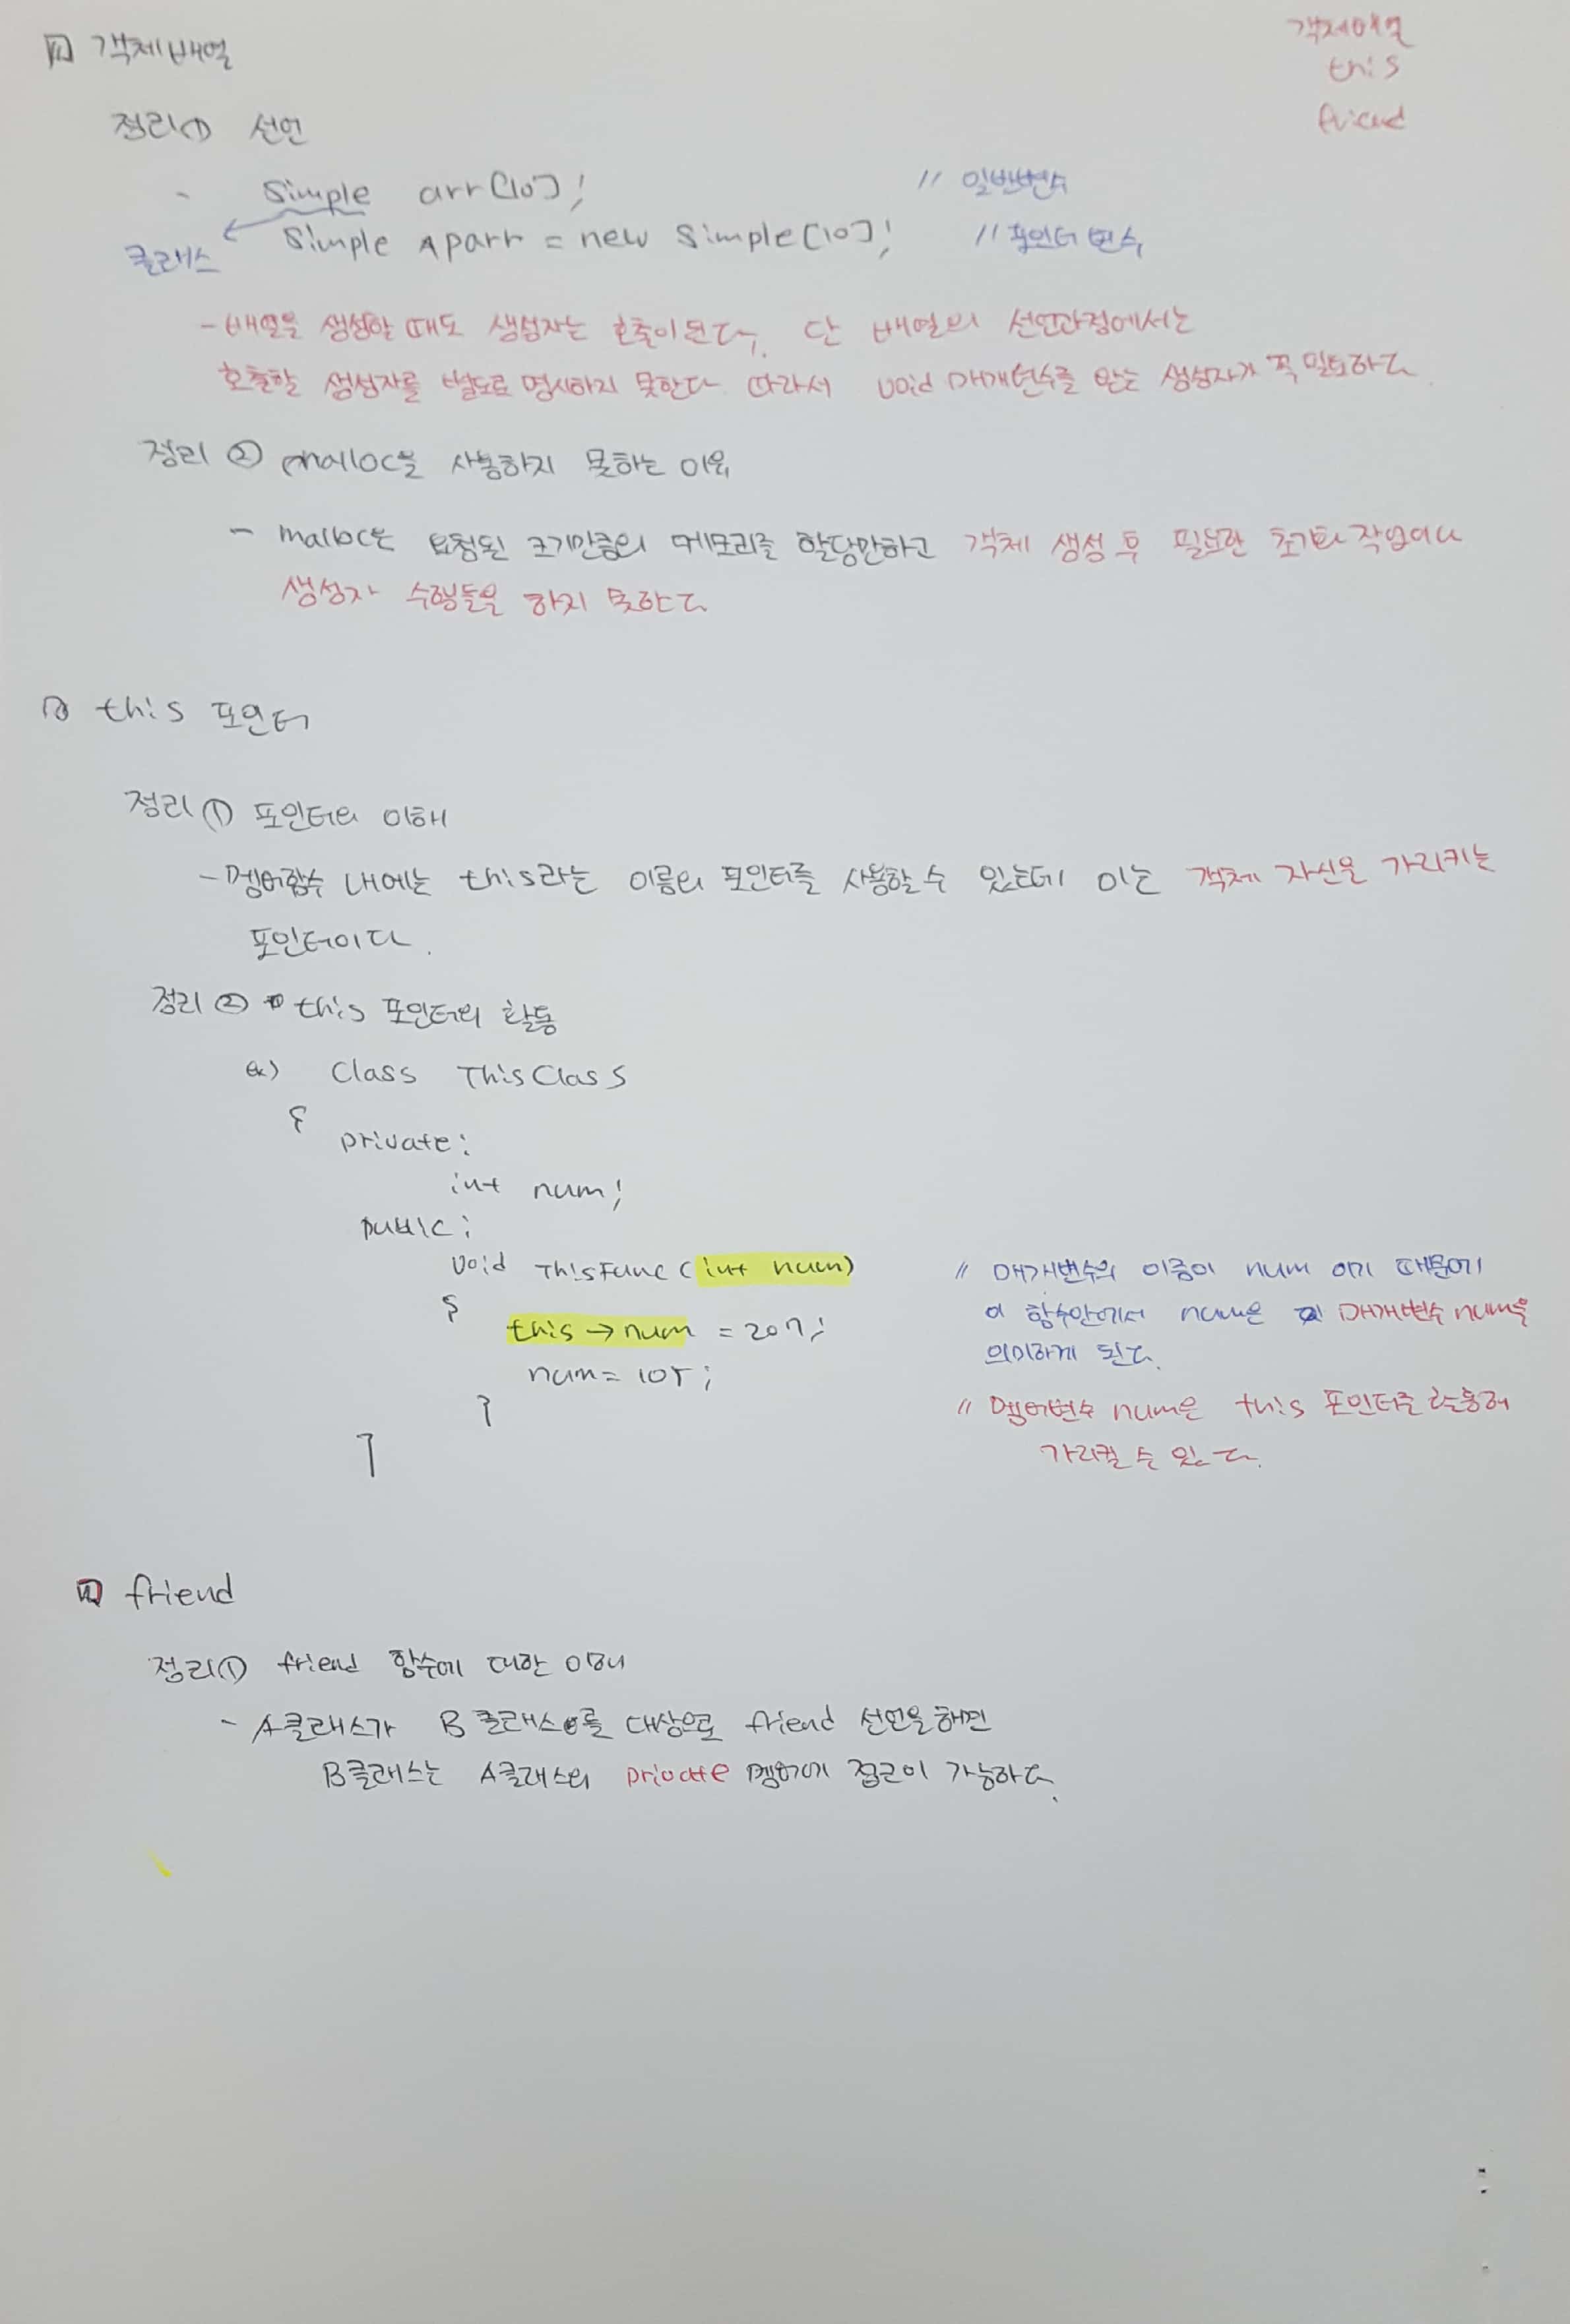 객체배열
this
friend
객체배열
정리① 선언
- Simple arr[10]; // 일반변수
클래스 Simple *parr = new Simple[10]; // 포인터 변수
- 배열을 생성할 때도 생성자는 호출이 된다. 단 배열의 선언과정에서는
호출할 생성자를 별도로 명시하지 못한다 따라서 void 매개변수를 받는 생성자가 꼭 필요하다.
정리 ② malloc을 사용하지 못하는 이유
- malloc은 요청된 크기만큼의 메모리를 할당만하고 객체 생성 후 필요한 초기화 작업이나
생성자 수행들을 하지 못한다
this 포인터
정리 ① 포인터의 이해
- 멤버함수 내에는 this라는 이름의 포인터를 사용할 수 있는데 이는 객체 자신을 가리키는
포인터이다.
정리 ② this 포인터의 활용
ex) Class ThisClass
{
private:
int num;
public:
void ThisFunc (int num) // 매개변수의 이름이 num 이기 때문에
{ 이 함수안에서 num은 매개변수 num을
this → num = 207; 의미하게 된다.
num = 105;
} // 멤버변수 num은 this 포인터를 활용해
} 가리킬 수 있다.
friend
정리① friend 함수에 대한 이해
- A클래스가 B클래스를 대상으로 friend 선언을 해면
B클래스는 A클래스의 private 멤버에 접근이 가능하다.